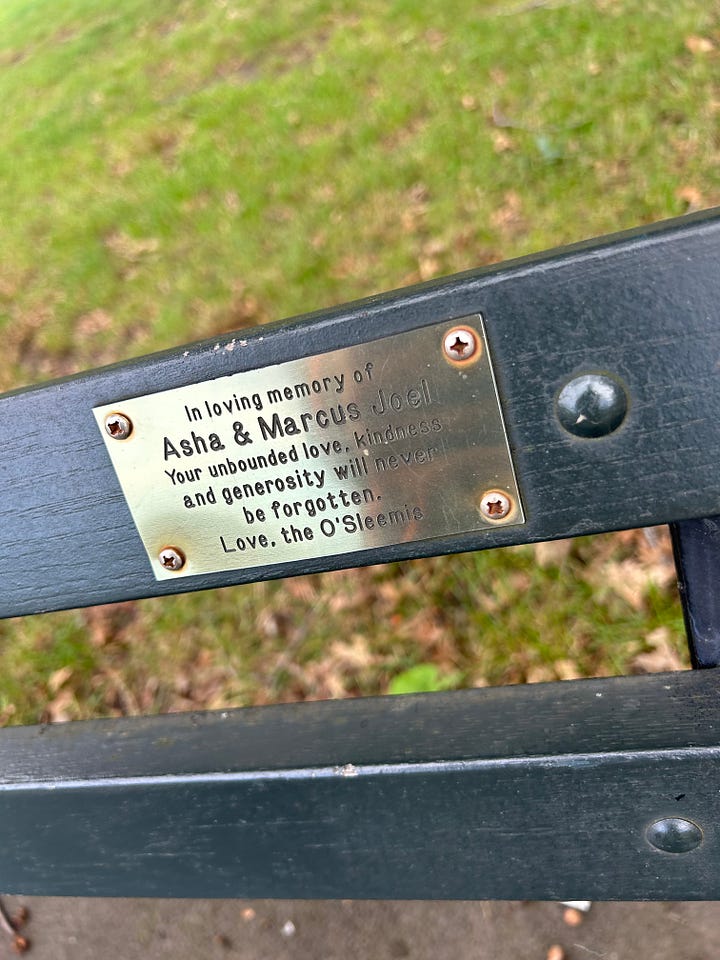 In loving memory of
Asha & Marcus Joel
Your unbounded love, kindness
and generosity will never
be forgotten.
Love, the O'Sleemis